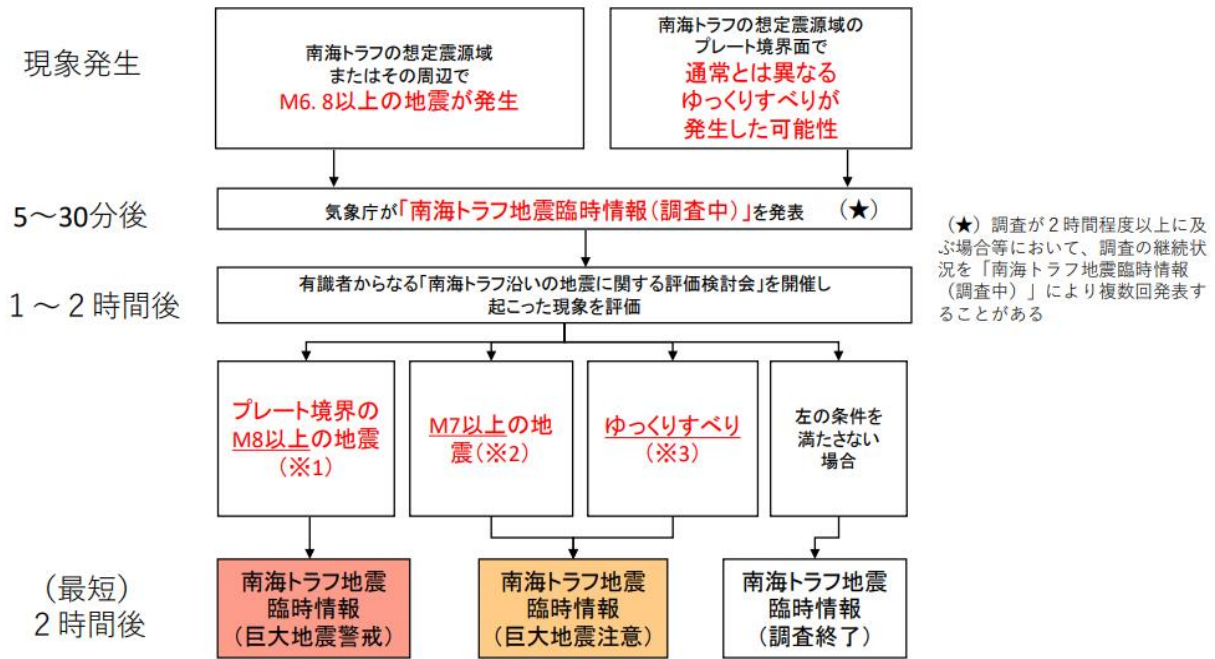 現象発生
南海トラフの想定震源域
またはその周辺で
M6.8以上の地震が発生
南海トラフの想定震源域の
プレート境界面で
通常とは異なる
ゆっくりすべりが
発生した可能性
5～30分後
気象庁が「南海トラフ地震臨時情報（調査中）」を発表　（★）
（★）調査が２時間程度以上に及
ぶ場合等において、調査の継続状
況を「南海トラフ地震臨時情報
（調査中）」により複数回発表す
ることがある
１～２時間後
有識者からなる「南海トラフ沿いの地震に関する評価検討会」を開催し
起こった現象を評価
プレート境界の
M8以上の地震
（※1）
M7以上の地
震（※2）
ゆっくりすべり
（※3）
左の条件を
満たさない
場合
（最短）
２時間後
南海トラフ地震
臨時情報
（巨大地震警戒）
南海トラフ地震
臨時情報
（巨大地震注意）
南海トラフ地震
臨時情報
（調査終了）